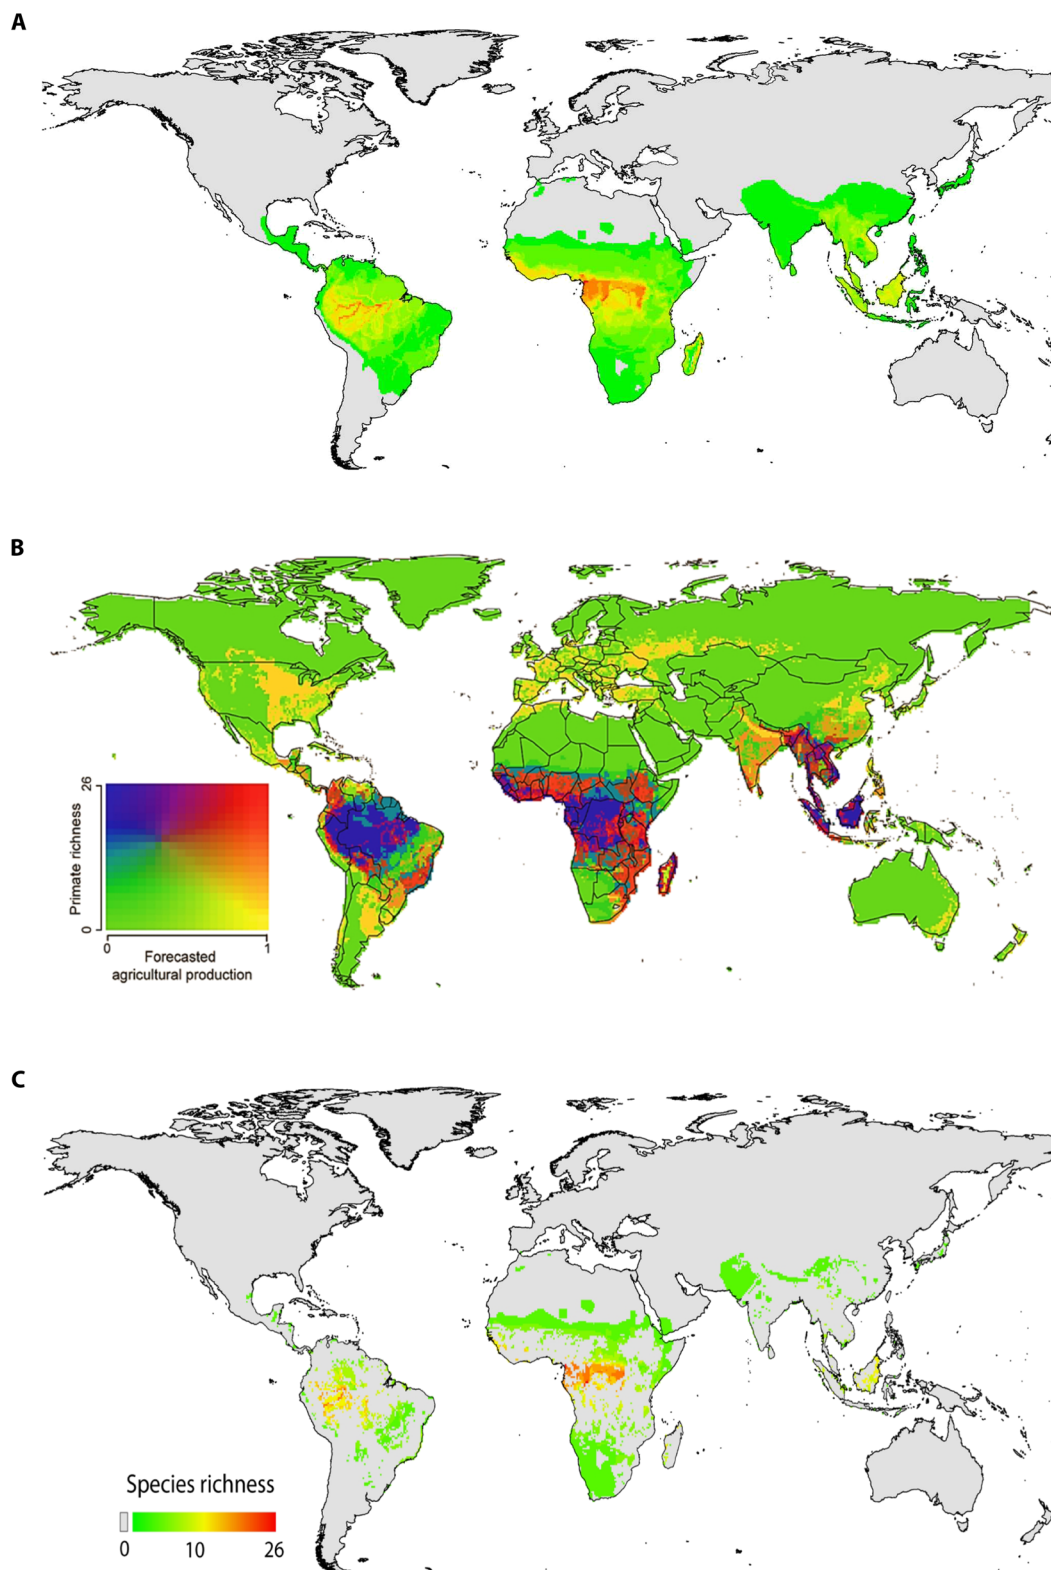 A
B
26
Primate richness
0
0
1
Forecasted
agricultural production
C
Species richness
0
10
26